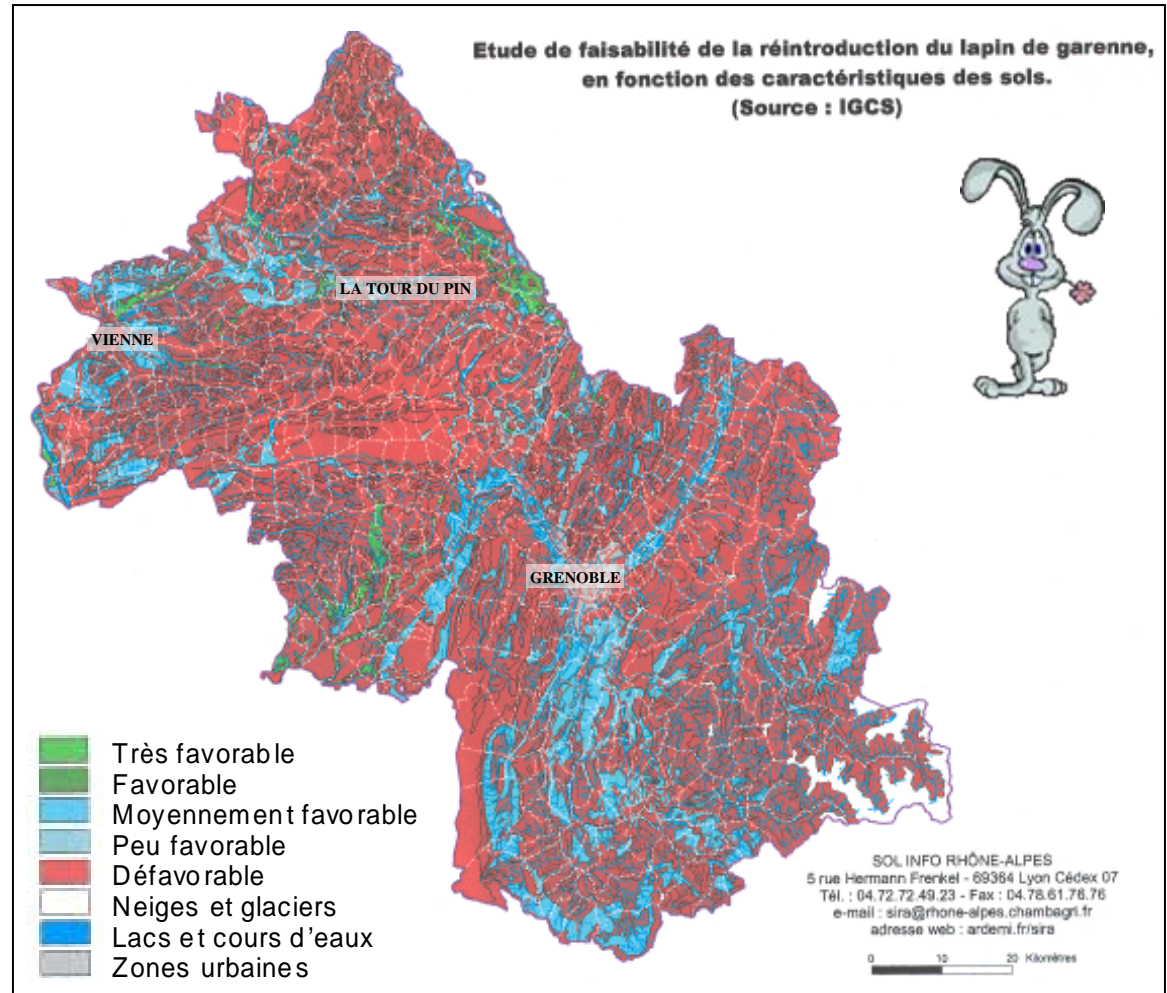 Etude de faisabilité de la réintroduction du lapin de garenne,
en fonction des caractéristiques des sols.
(Source : IGCS)
LA TOUR DU PIN
VIENNE
GRENOBLE
Très favorable
Favorable
Moyennement favorable
Peu favorable
Défavorable
Neiges et glaciers
Lacs et cours d'eaux
Zones urbaines
SOL INFO RHÔNE-ALPES
5 rue Hermann Frenkel - 69364 Lyon Cédex 07
Tél. : 04.72.72.49.23 - Fax : 04.78.61.76.76
e-mail : sira@rhone-alpes.chambagri.fr
adresse web : ardemi.fr/sira
0 10 20 Kilomètres